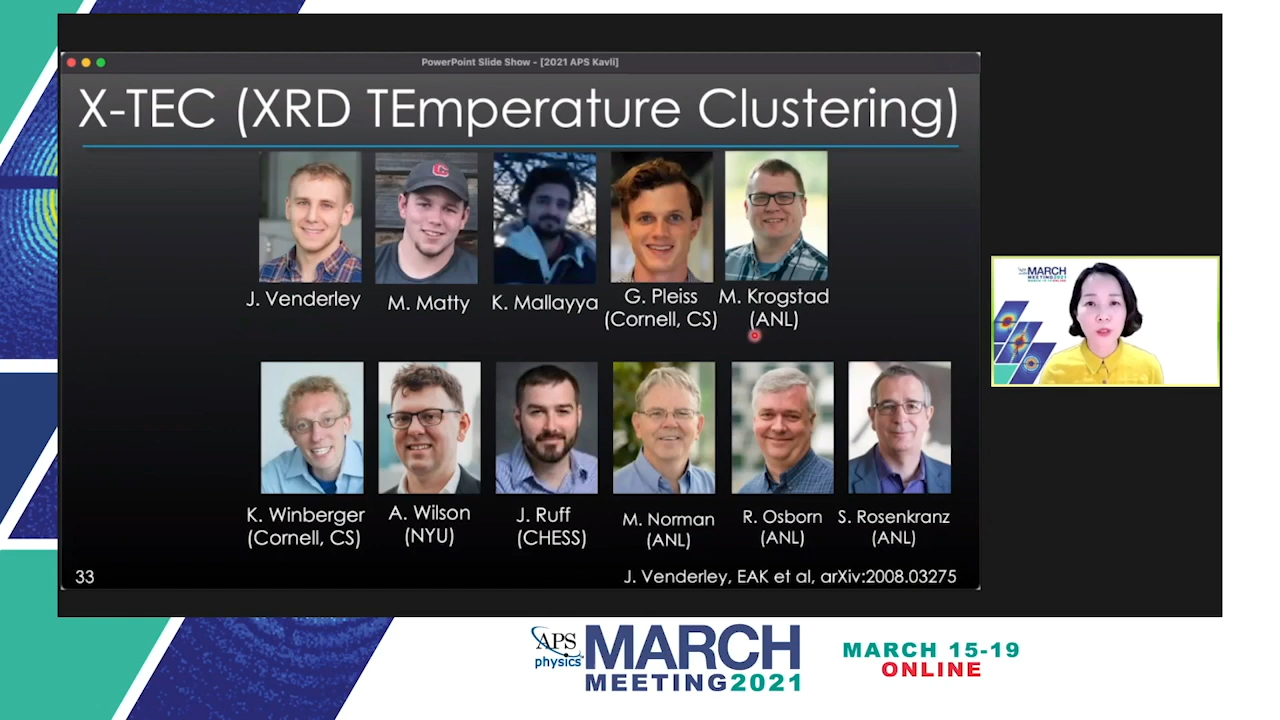 PowerPoint Slide Show - [2021 APS Kavli]
X-TEC (XRD TEmperature Clustering)
J. Venderley
M. Matty
K. Mallayya
G. Pleiss
(Cornell, CS)
M. Krogstad
(ANL)
K. Winberger
(Cornell, CS)
A. Wilson
(NYU)
J. Ruff
(CHESS)
M. Norman
(ANL)
R. Osborn
(ANL)
S. Rosenkranz
(ANL)
33
J. Venderley, EAK et al, arXiv:2008.03275
MARCH
MEETING2021
APS
physics
MARCH
MEETING2021
MARCH 15-19
ONLINE